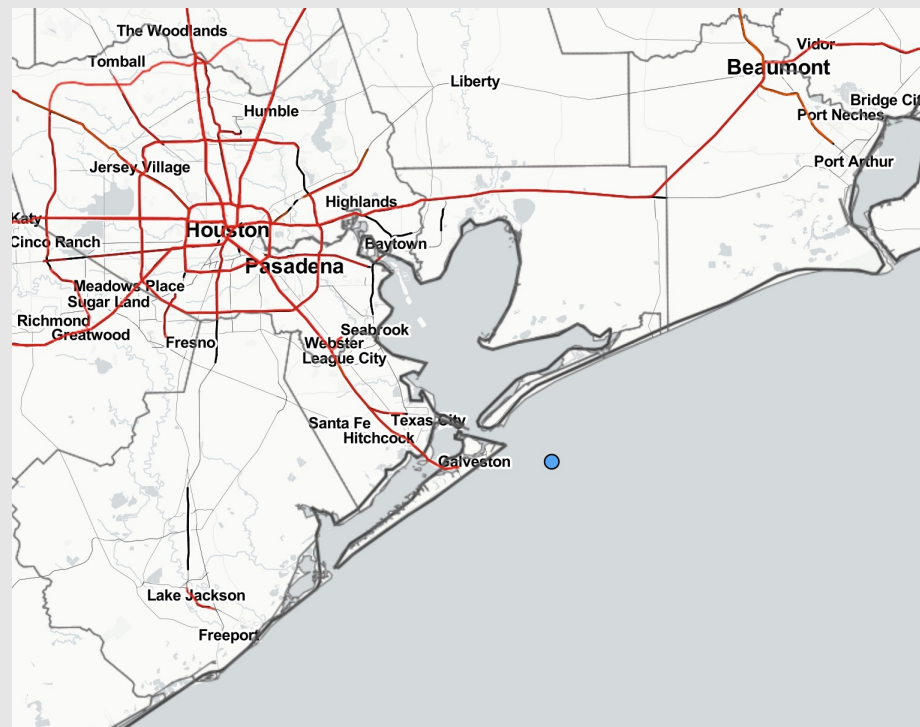 The Woodlands
Vidor
Tomball
Beaumont
Liberty
Bridge Cit
Humble
Port Neches
Jersey Village
Port Arthur
Highlands
Katy
Houston
Cinco Ranch
Baytown
Pasadena
Meadows Place
Sugar Land
Richmond
Seabrook
Greatwood
Fresno
Webster
League City
Santa Fe
Texas City
Hitchcock
Galveston
Lake Jackson
Freeport